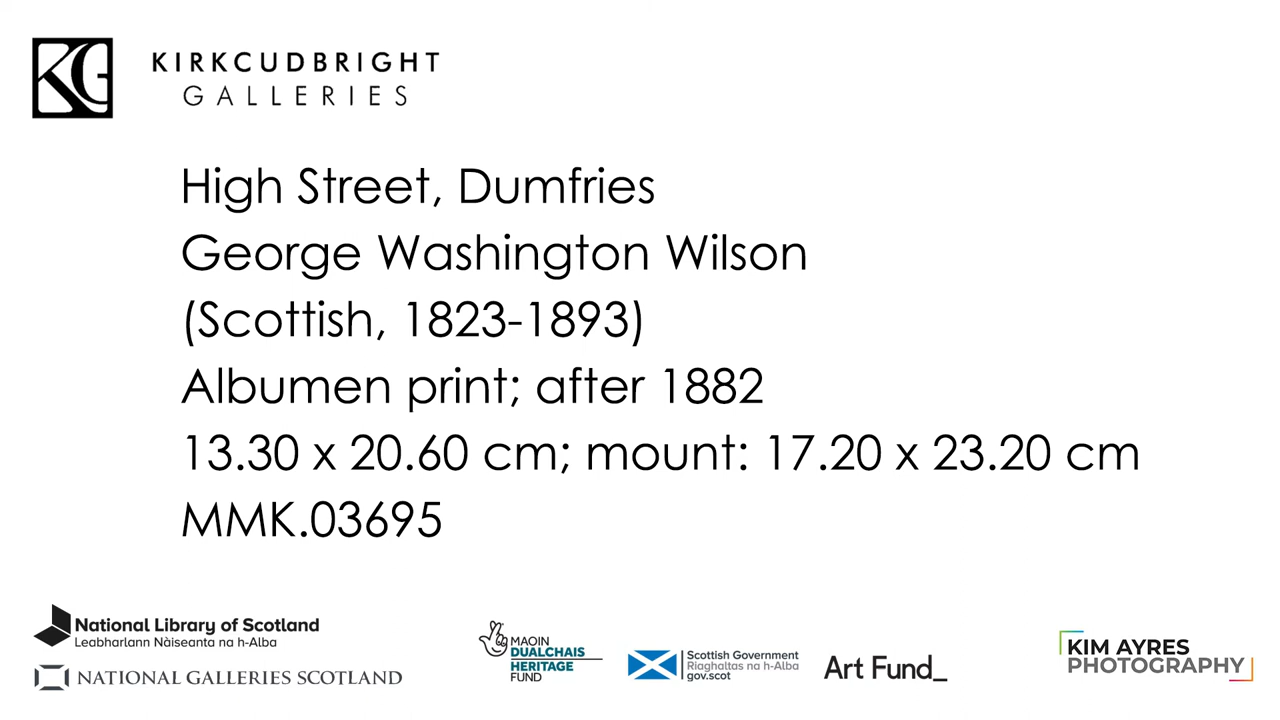 KG
KIRKCUDBRIGHT
GALLERIES
High Street, Dumfries
George Washington Wilson
(Scottish, 1823-1893)
Albumen print; after 1882
13.30 x 20.60 cm; mount: 17.20 x 23.20 cm
MMK.03695
National Library of Scotland
Leabharlann Nàiseanta na h-Alba
NATIONAL GALLERIES SCOTLAND
MAOIN
DUALCHAIS
HERITAGE
FUND
Scottish Government
Riaghaltas na h-Alba
gov.scot
Art Fund_
KIM AYRES
PHOTOGRAPHY